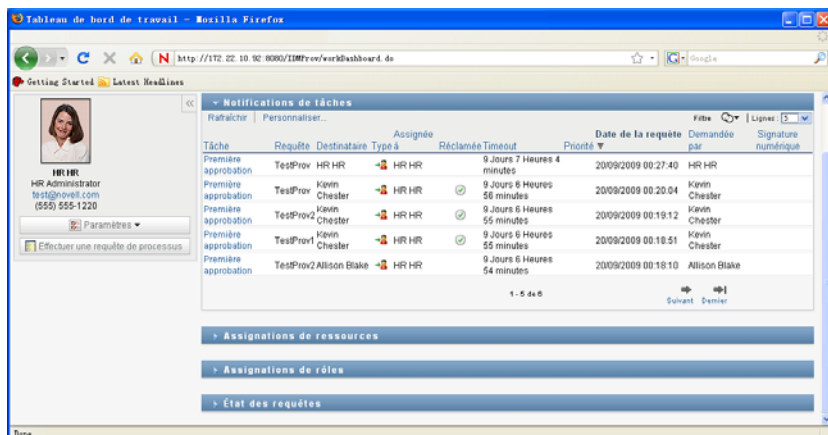 Tableau de bord de travail - Mozilla Firefox
http://172.22.10.92:8080/IDMProv/workDashboard.do
Google
Getting Started Latest Headlines
HR HR
HR Administrator
test@novell.com
(555) 555-1220
Paramètres
Effectuer une requête de processus
Notifications de tâches
Rafraîchir | Personnaliser...
Filtre | Lignes : 5
Tâche Requête Destinataire Type Assignée à Réclamée Timeout Priorité Date de la requête Demandée par Signature numérique
Première approbation TestProv HR HR HR HR 9 Jours 7 Heures 4 minutes 20/09/2009 00:27:40 HR HR
Première approbation TestProv Kevin Chester HR HR 9 Jours 6 Heures 56 minutes 20/09/2009 00:20:04 Kevin Chester
Première approbation TestProv2 Kevin Chester HR HR 9 Jours 6 Heures 55 minutes 20/09/2009 00:19:12 Kevin Chester
Première approbation TestProv1 Kevin Chester HR HR 9 Jours 6 Heures 55 minutes 20/09/2009 00:18:51 Kevin Chester
Première approbation TestProv2 Allison Blake HR HR 9 Jours 6 Heures 54 minutes 20/09/2009 00:18:10 Allison Blake
1 - 5 de 6
Suivant Dernier
Assignations de ressources
Assignations de rôles
État des requêtes
Done